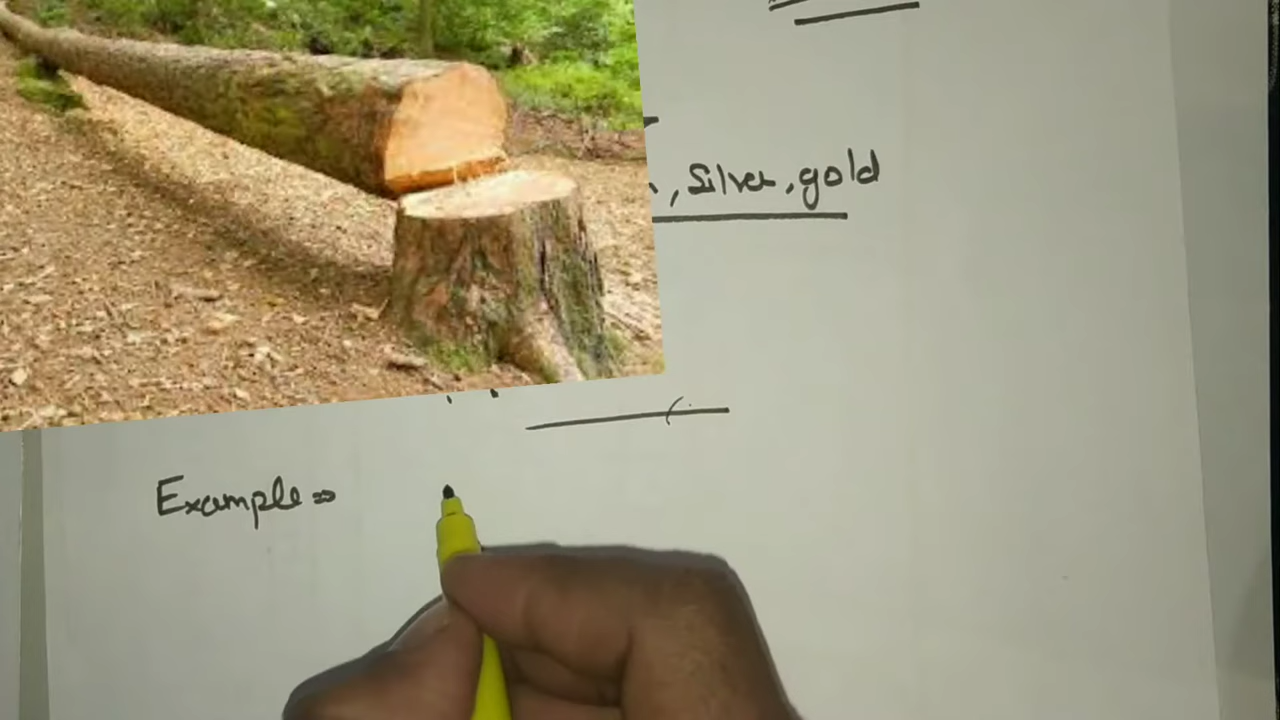 , Silver, gold
Example ⇒